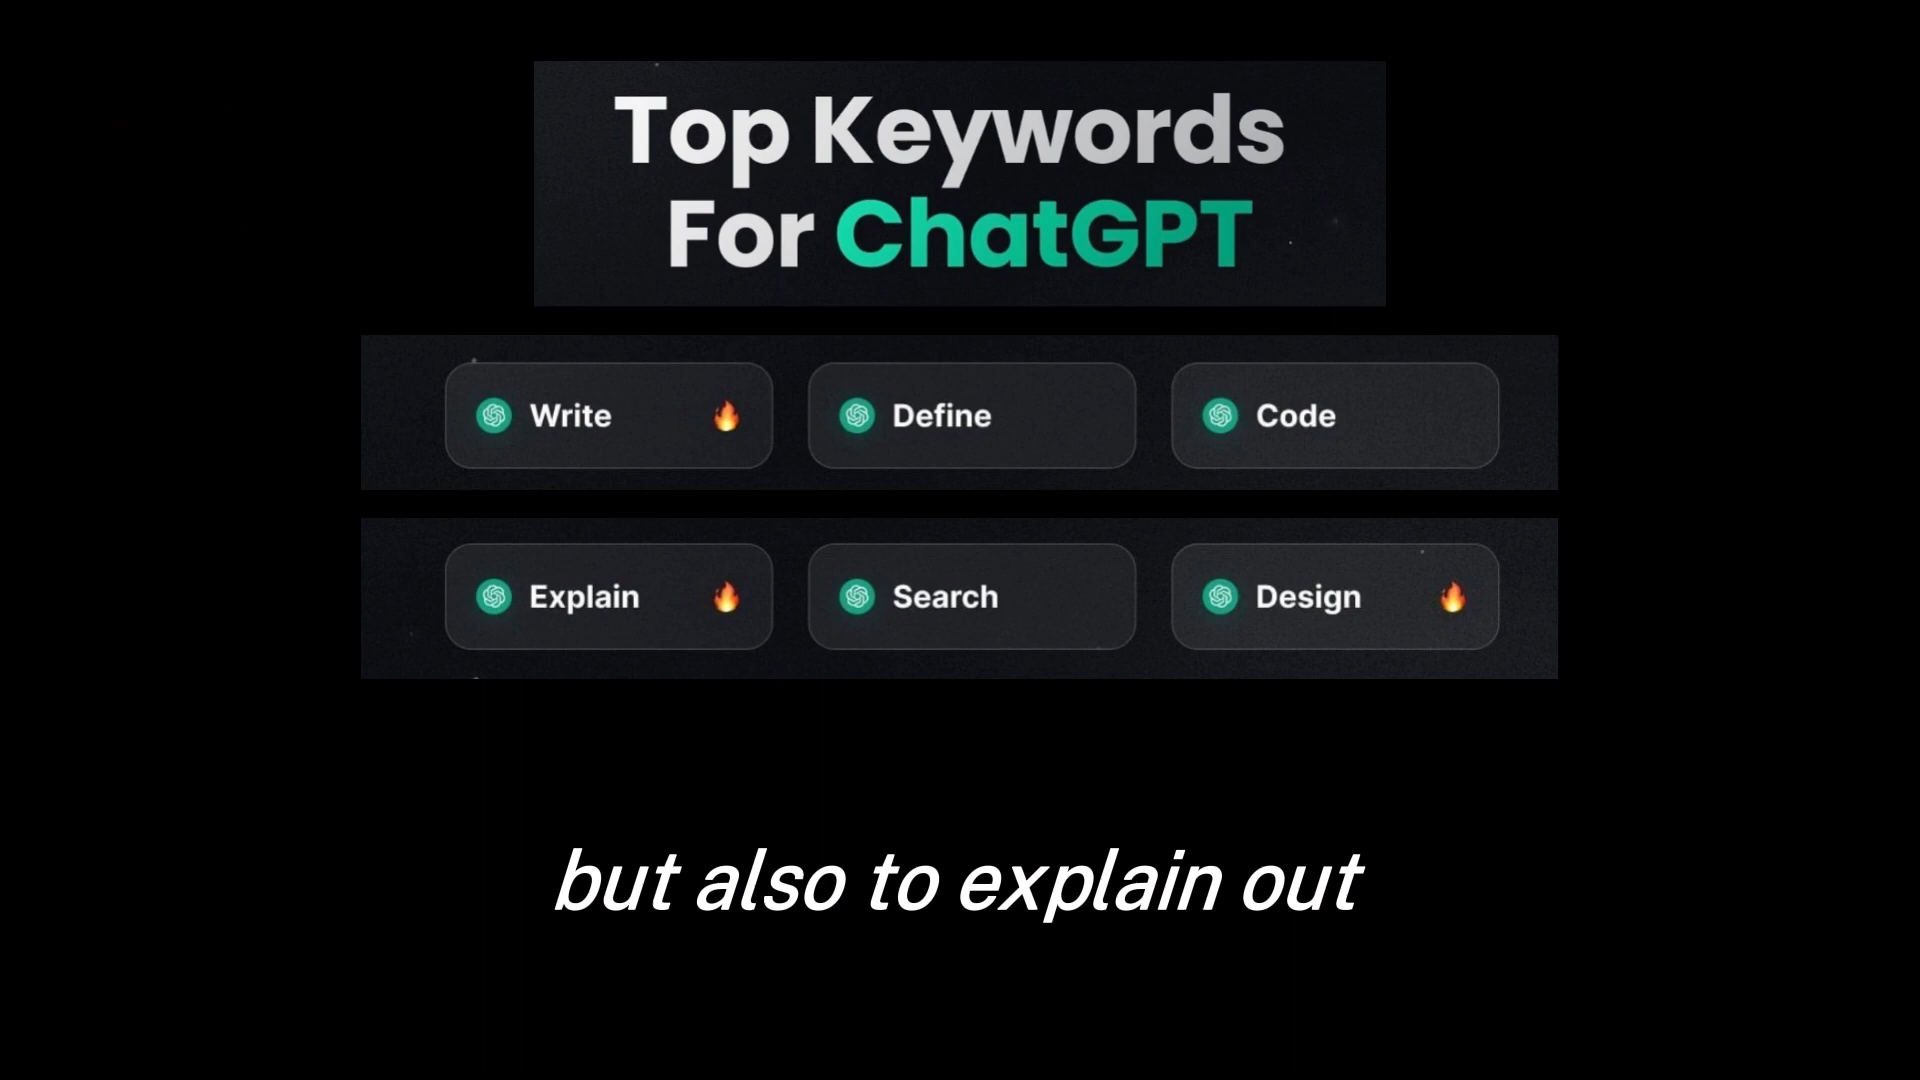 Top Keywords
For ChatGPT
Write 🔥 Define Code
Explain 🔥 Search Design 🔥
but also to explain out